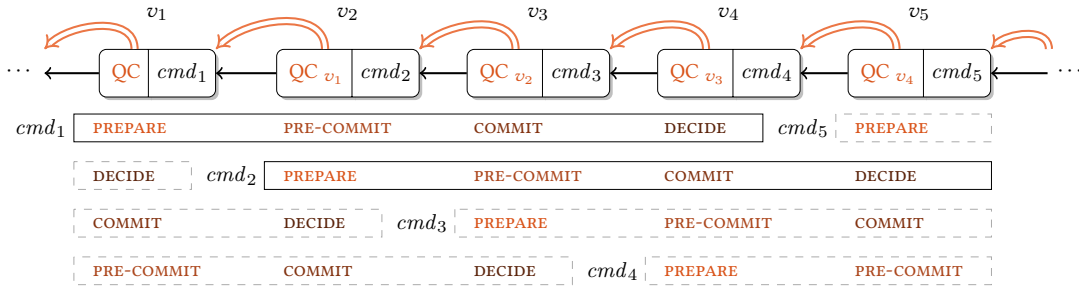 v1 v2 v3 v4 v5
... QC cmd1 QC v1 cmd2 QC v2 cmd3 QC v3 cmd4 QC v4 cmd5 ...
cmd1 PREPARE PRE-COMMIT COMMIT DECIDE cmd5 PREPARE
DECIDE cmd2 PREPARE PRE-COMMIT COMMIT DECIDE
COMMIT DECIDE cmd3 PREPARE PRE-COMMIT COMMIT
PRE-COMMIT COMMIT DECIDE cmd4 PREPARE PRE-COMMIT